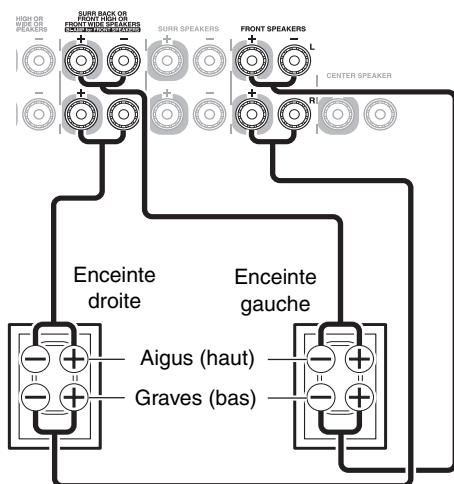 HIGH OR
WIDE OR
PEAKERS
SURR BACK OR
FRONT HIGH OR
FRONT WIDE SPEAKERS
Bi-AMP for FRONT SPEAKERS
SURR SPEAKERS
FRONT SPEAKERS
+ − + − + −
L
CENTER SPEAKER
− + − + − + −
R
Enceinte
droite
Enceinte
gauche
− + Aigus (haut) − +
− + Graves (bas) − +